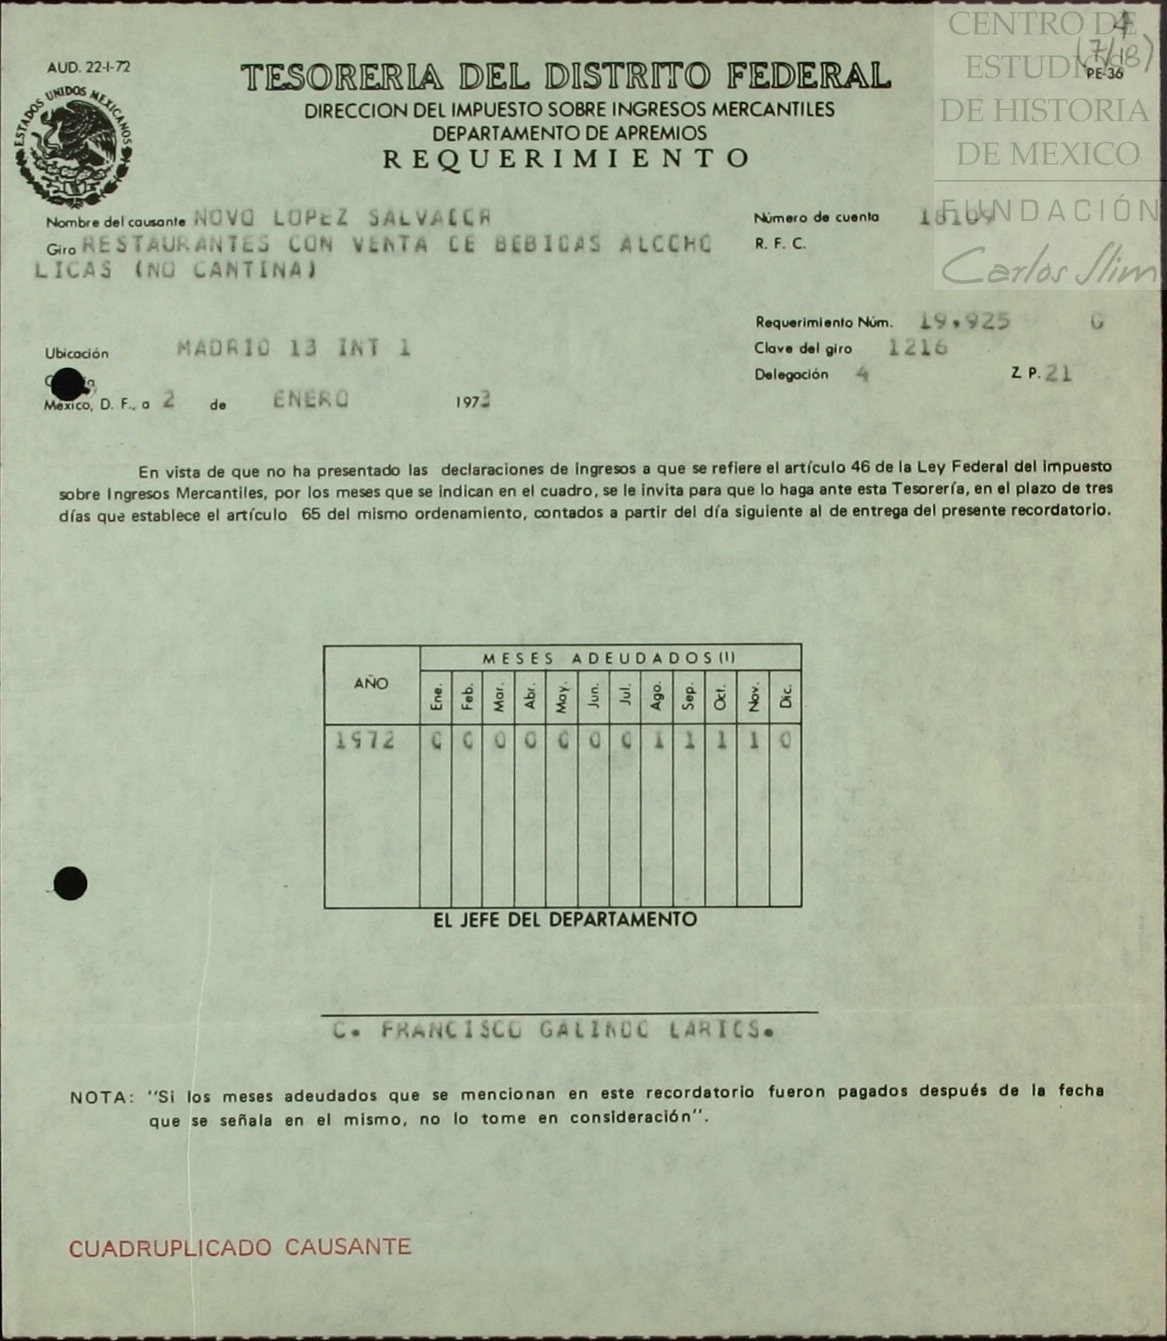 CENTRO DE
ESTUDIOS
DE HISTORIA
DE MEXICO
FUNDACIÓN
Carlos Slim
4
(7/68)
AUD. 22-I-72
PE-36
ESTADOS UNIDOS MEXICANOS
TESORERIA DEL DISTRITO FEDERAL
DIRECCION DEL IMPUESTO SOBRE INGRESOS MERCANTILES
DEPARTAMENTO DE APREMIOS
REQUERIMIENTO
Nombre del causante NOVO LOPEZ SALVADOR
Número de cuenta 18109
Giro RESTAURANTES CON VENTA DE BEBIDAS ALCOHO
R. F. C.
LICAS (NO CANTINA)
Requerimiento Núm. 19.925 0
Ubicación MADRID 13 INT 1
Clave del giro 1216
Delegación 4 Z P. 21
México, D. F., a 2 de ENERO 1973
En vista de que no ha presentado las declaraciones de ingresos a que se refiere el artículo 46 de la Ley Federal del impuesto
sobre Ingresos Mercantiles, por los meses que se indican en el cuadro, se le invita para que lo haga ante esta Tesorería, en el plazo de tres
días que establece el artículo 65 del mismo ordenamiento, contados a partir del día siguiente al de entrega del presente recordatorio.
MESES ADEUDADOS (I)
AÑO Ene. Feb. Mar. Abr. May. Jun. Jul. Ago. Sep. Oct. Nov. Dic.
1972 0 0 0 0 0 0 0 1 1 1 1 0
EL JEFE DEL DEPARTAMENTO
C. FRANCISCO GALINDO LARIOS.
NOTA: "Si los meses adeudados que se mencionan en este recordatorio fueron pagados después de la fecha
que se señala en el mismo, no lo tome en consideración".
CUADRUPLICADO CAUSANTE